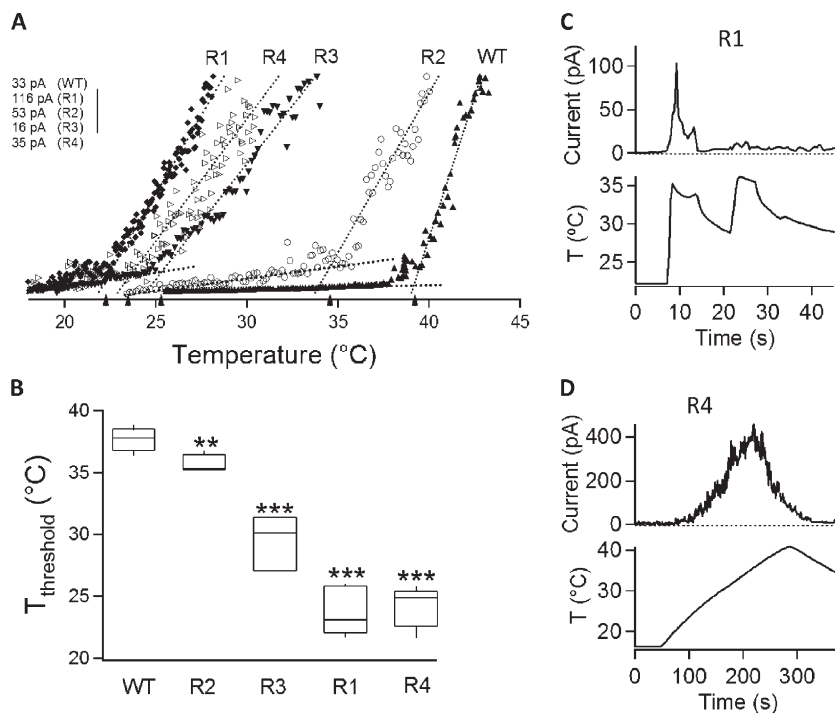 A
R1 R4 R3 R2 WT
33 pA (WT)
116 pA (R1)
53 pA (R2)
16 pA (R3)
35 pA (R4)
20 25 30 35 40 45
Temperature (°C)
B
T threshold (°C)
40
35
30
25
20
** *** *** ***
WT R2 R3 R1 R4
C
R1
Current (pA)
100
50
0
T (ºC)
35
30
25
0 10 20 30 40
Time (s)
D
R4
Current (pA)
400
200
0
T (°C)
40
30
20
0 100 200 300
Time (s)